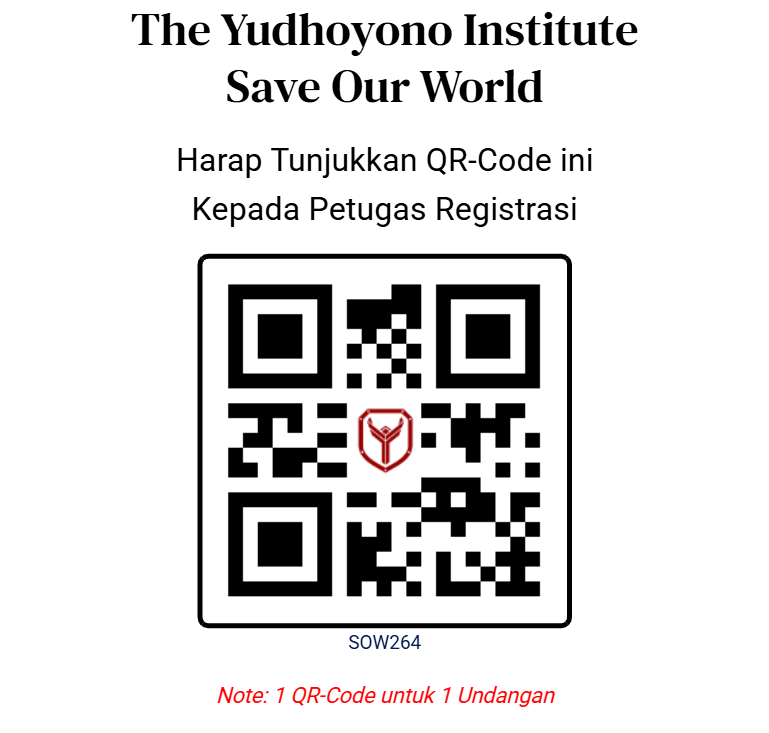 The Yudhoyono Institute
Save Our World
Harap Tunjukkan QR-Code ini
Kepada Petugas Registrasi
SOW264
Note: 1 QR-Code untuk 1 Undangan